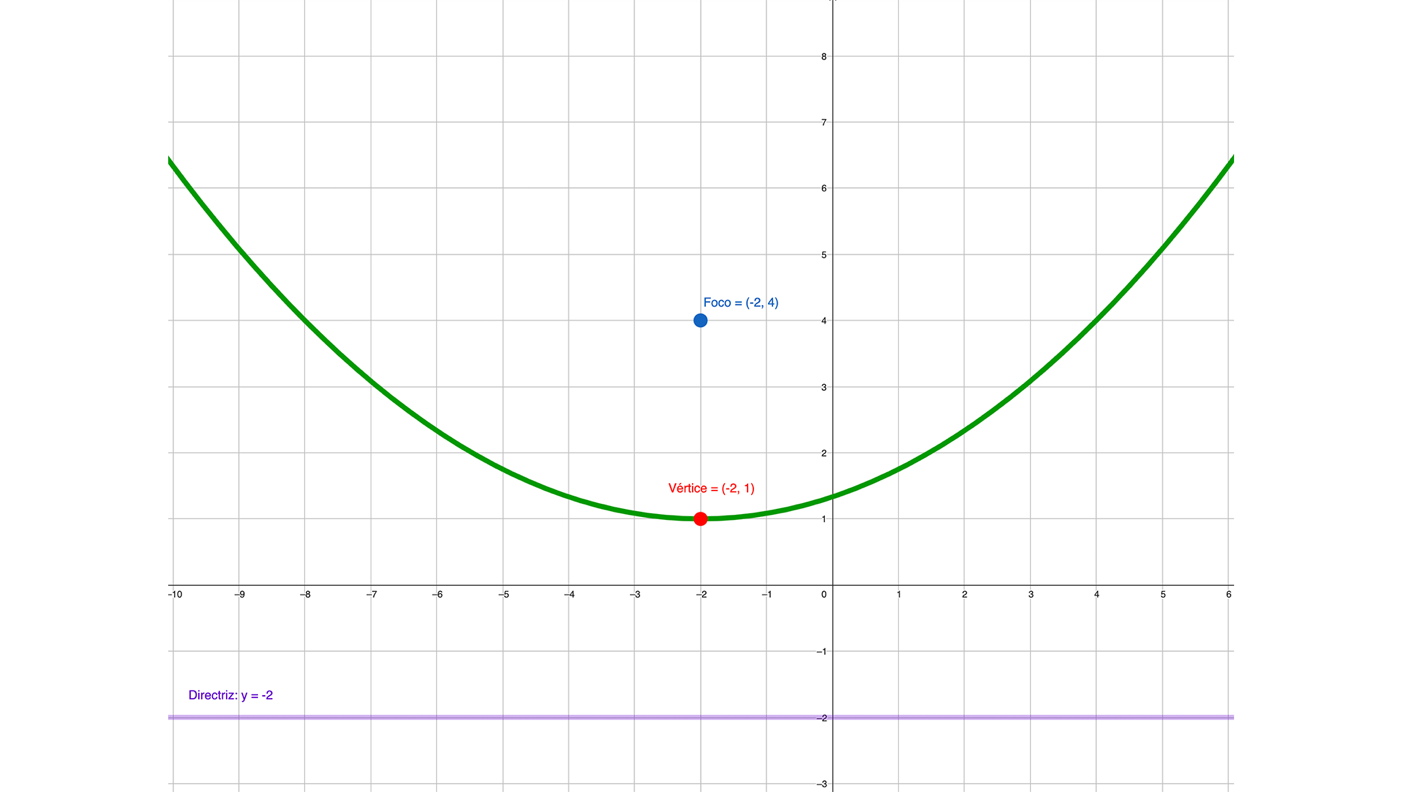 8
7
6
5
Foco = (-2, 4)
4
3
2
Vértice = (-2, 1)
1
–10 –9 –8 –7 –6 –5 –4 –3 –2 –1 0 1 2 3 4 5 6
–1
Directriz: y = -2
–2
–3